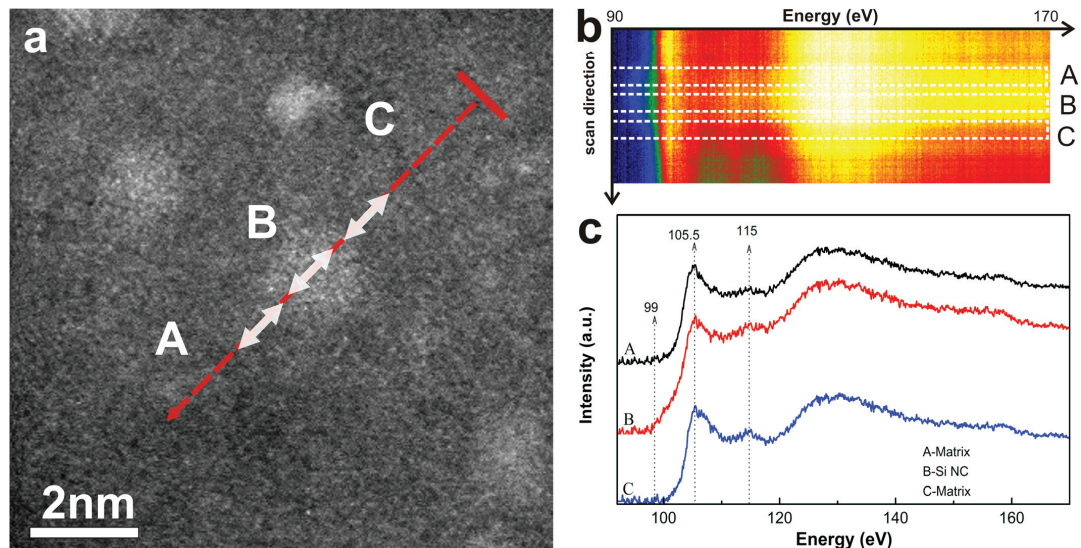 a
A
B
C
2nm
b
Energy (eV)
90
170
scan direction
A
B
C
c
105.5
115
99
A
B
C
A-Matrix
B-Si NC
C-Matrix
Intensity (a.u.)
100
120
140
160
Energy (eV)